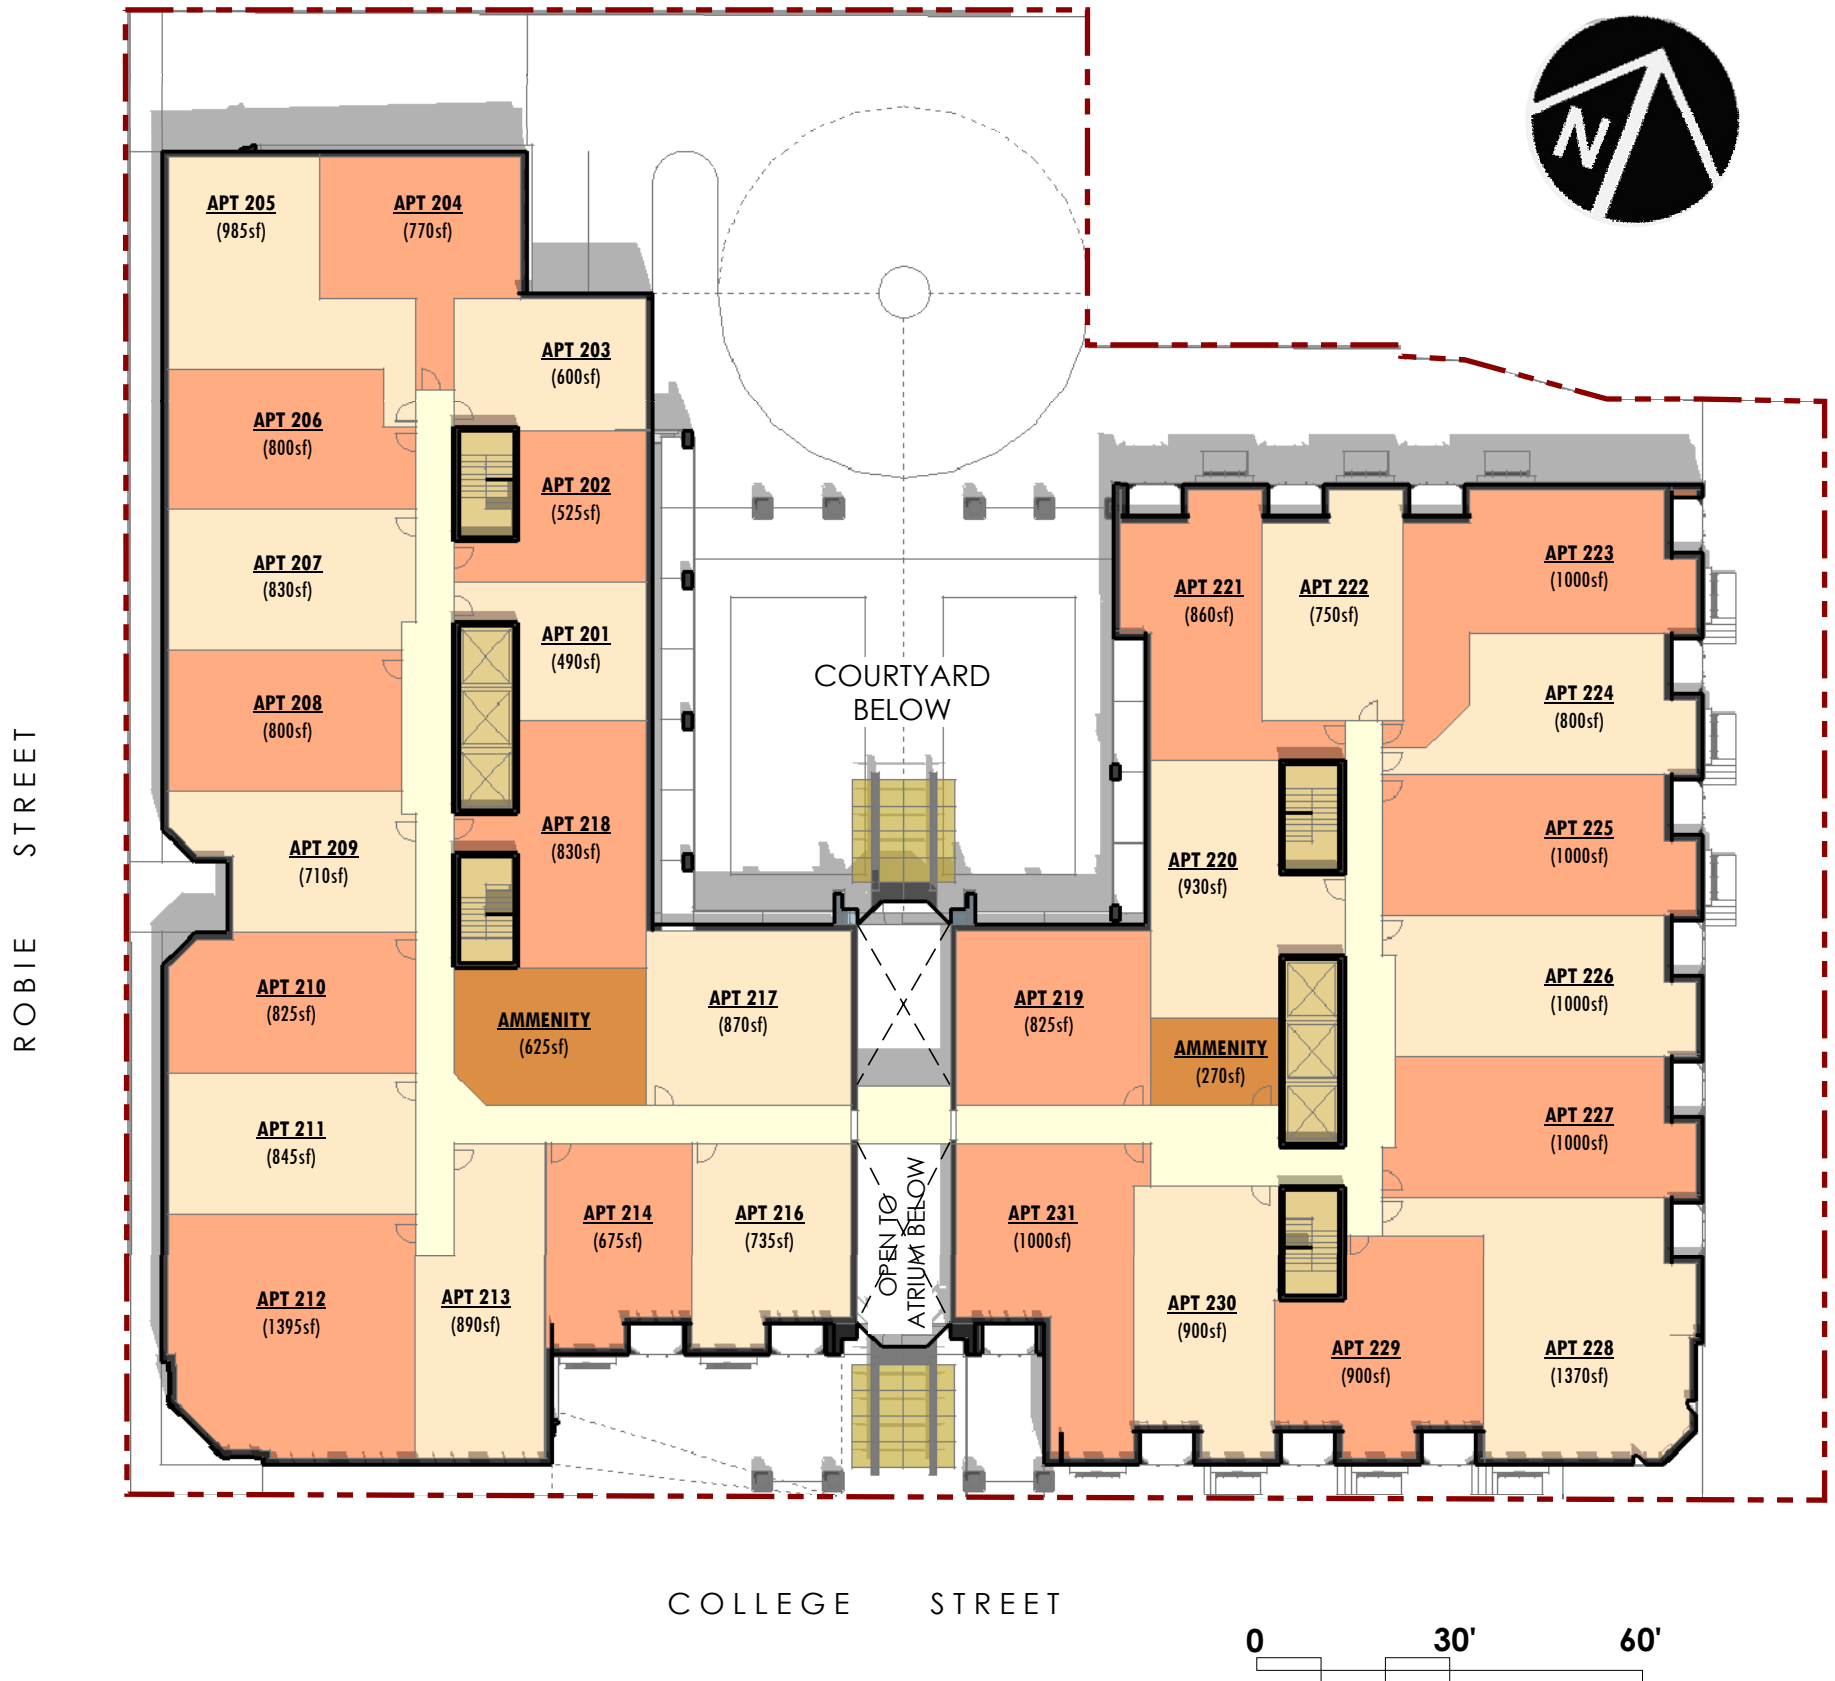 N
APT 205
(985sf)
APT 204
(770sf)
APT 203
(600sf)
APT 206
(800sf)
APT 202
(525sf)
APT 207
(830sf)
APT 201
(490sf)
APT 208
(800sf)
APT 218
(830sf)
APT 209
(710sf)
APT 210
(825sf)
AMMENITY
(625sf)
APT 217
(870sf)
APT 211
(845sf)
APT 212
(1395sf)
APT 213
(890sf)
APT 214
(675sf)
APT 216
(735sf)
COURTYARD
BELOW
OPEN TO
ATRIUM BELOW
APT 221
(860sf)
APT 222
(750sf)
APT 223
(1000sf)
APT 224
(800sf)
APT 225
(1000sf)
APT 220
(930sf)
APT 226
(1000sf)
APT 219
(825sf)
AMMENITY
(270sf)
APT 227
(1000sf)
APT 231
(1000sf)
APT 230
(900sf)
APT 229
(900sf)
APT 228
(1370sf)
ROBIE STREET
COLLEGE STREET
0 30' 60'